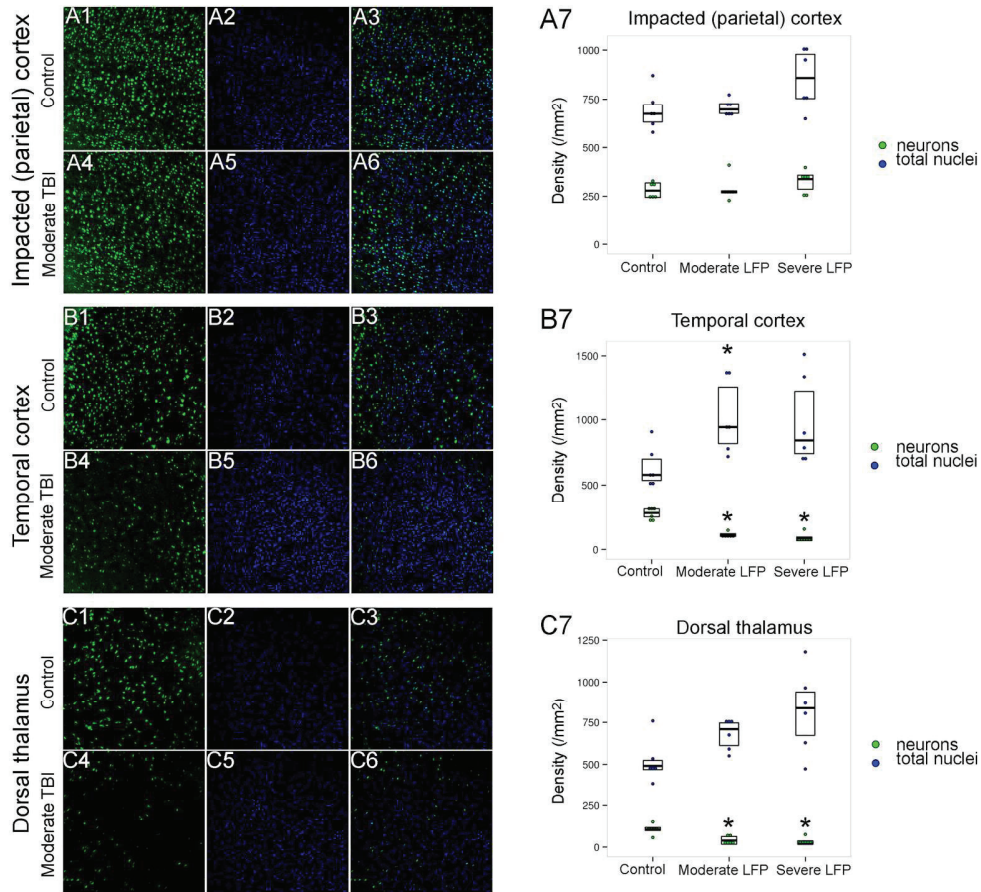 Impacted (parietal) cortex
Control
Moderate TBI
A1
A2
A3
A4
A5
A6
A7
Impacted (parietal) cortex
Density (/mm2)
1000
750
500
250
0
Control
Moderate LFP
Severe LFP
neurons
total nuclei
Temporal cortex
Control
Moderate TBI
B1
B2
B3
B4
B5
B6
B7
Temporal cortex
Density (/mm2)
1500
1000
500
0
*
*
*
Control
Moderate LFP
Severe LFP
neurons
total nuclei
Dorsal thalamus
Control
Moderate TBI
C1
C2
C3
C4
C5
C6
C7
Dorsal thalamus
Density (/mm2)
1250
1000
750
500
250
0
*
*
Control
Moderate LFP
Severe LFP
neurons
total nuclei